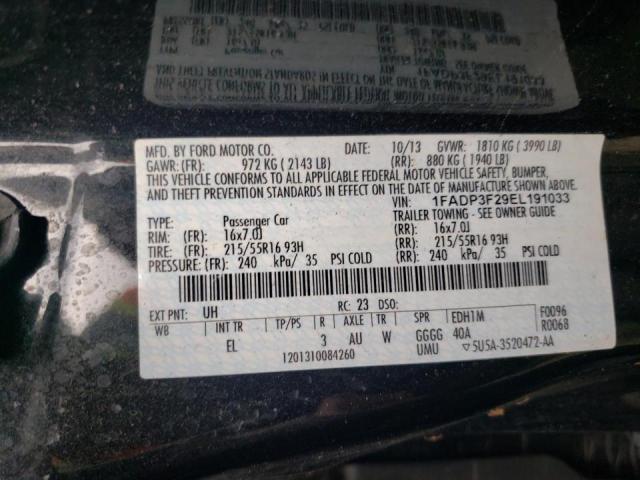 MFD. BY FORD MOTOR CO. 10/13 GVWR: 1810 KG ( 3990 LB)
GAWR: (FR): 972 KG ( 2143 LB) (RR): 880 KG ( 1940 LB)
THIS VEHICLE CONFORMS TO ALL APPLICABLE FEDERAL MOTOR VEHICLE SAFETY, BUMPER,
AND THEFT PREVENTION STANDARDS IN EFFECT ON THE DATE OF MANUFACTURE SHOWN ABOVE.
VIN: 1FADP3F29EL191033
TYPE: Passenger Car TRAILER TOWING - SEE OWNER GUIDE
RIM: (FR): 16x7.0J (RR): 16x7.0J
TIRE: (FR): 215/55R16 93H (RR): 215/55R16 93H
PRESSURE: (FR): 240 kPa/ 35 PSI COLD (RR): 240 kPa/ 35 PSI COLD
EXT PNT: UH RC: 23 DSO:
WB INT TR TP/PS R AXLE TR SPR EDH1M F0096
EL 3 AU W GGGG 40A R0068
1201310084260 UMU ▽ 5U5A-3520472-AA